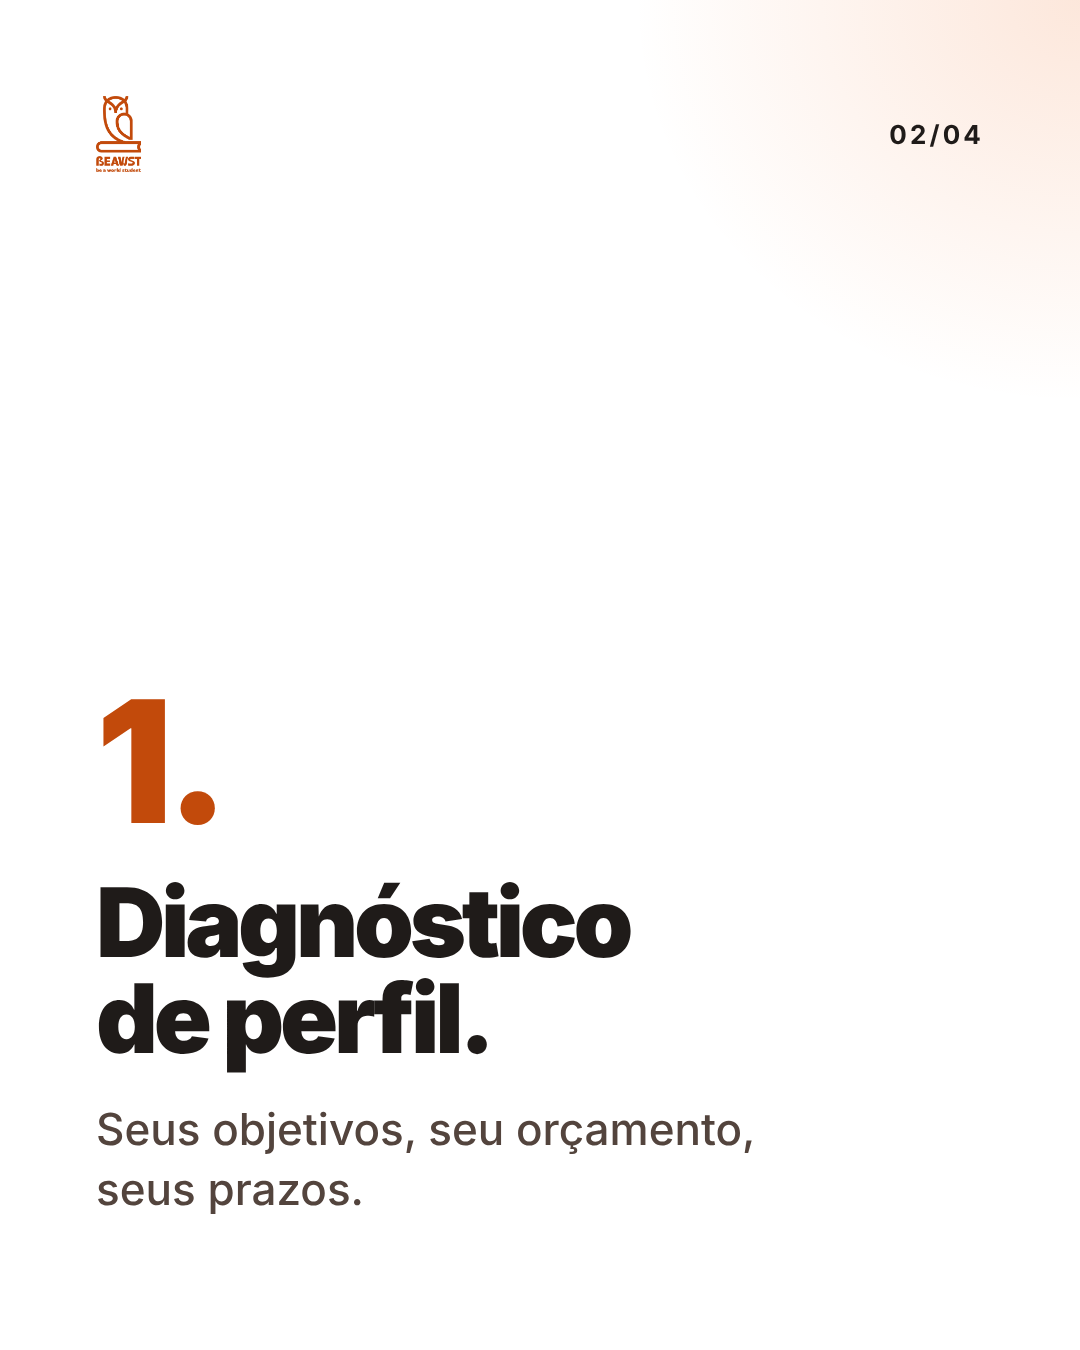 BEAWST
be a world student
02/04
1.
Diagnóstico
de perfil.
Seus objetivos, seu orçamento,
seus prazos.